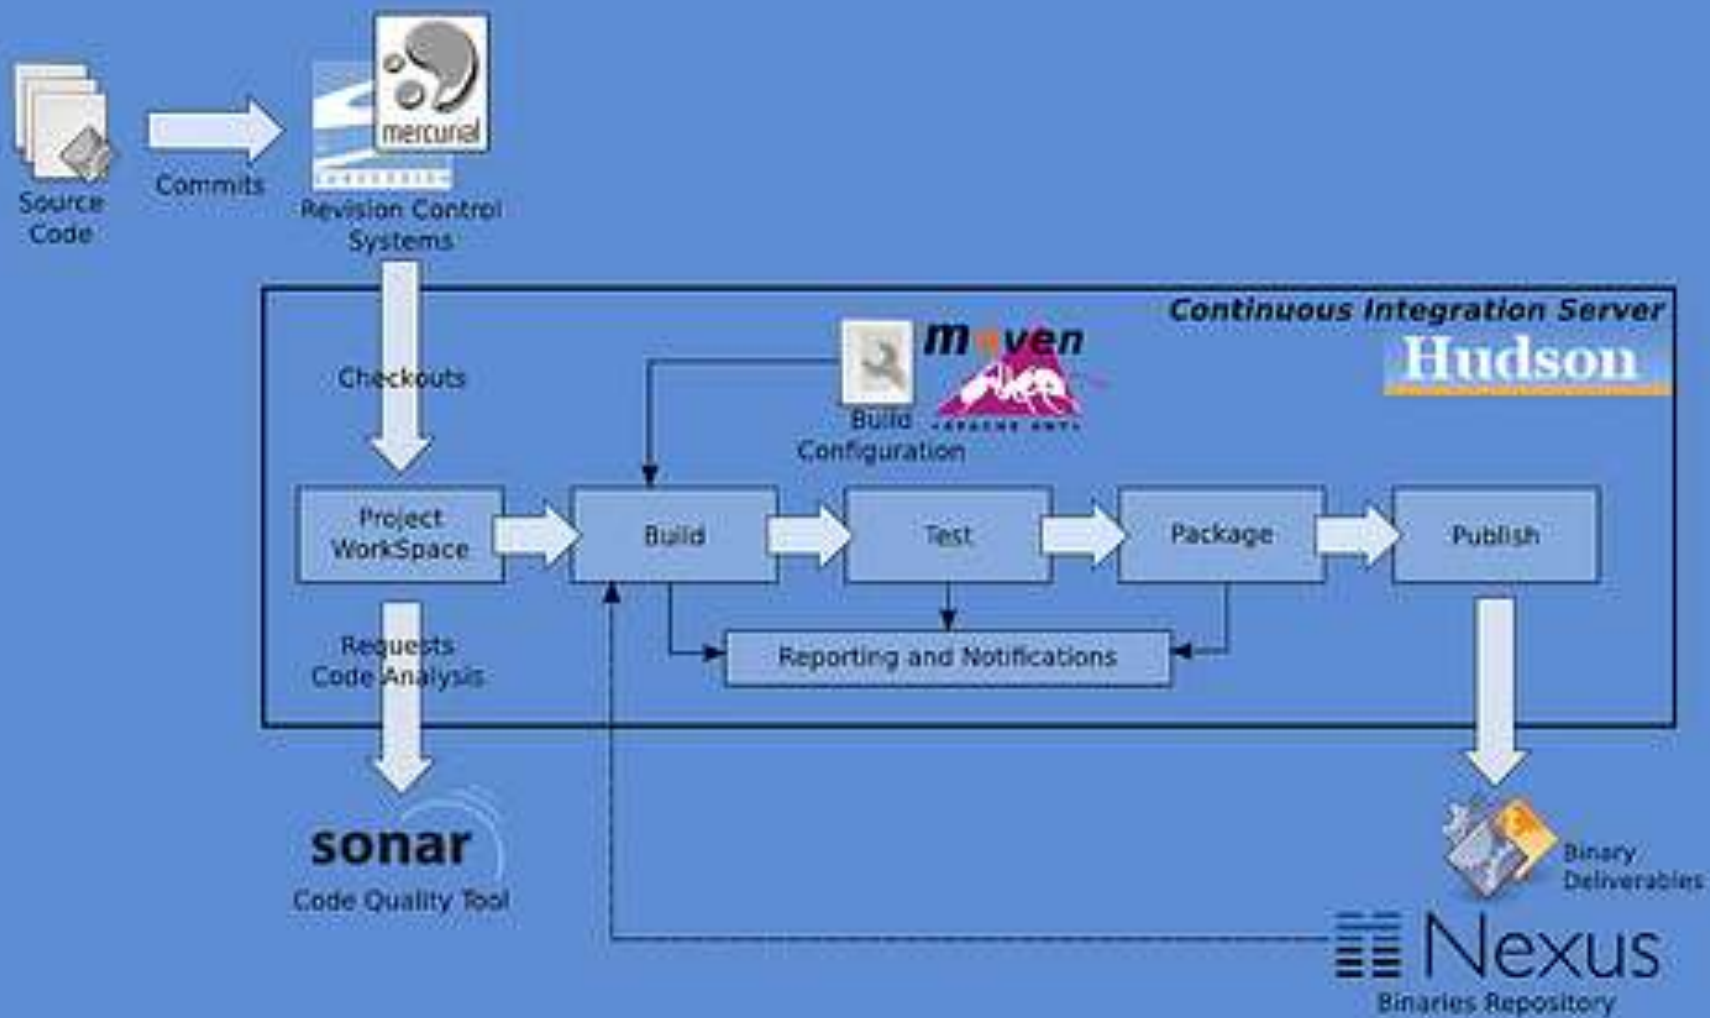 mercurial
Source
Code
Commits
Revision Control
Systems
Continuous Integration Server
Hudson
maven
Checkouts
Build
Configuration
Project
WorkSpace
Build
Test
Package
Publish
Requests
Code Analysis
Reporting and Notifications
sonar
Code Quality Tool
Binary
Deliverables
Nexus
Binaries Repository